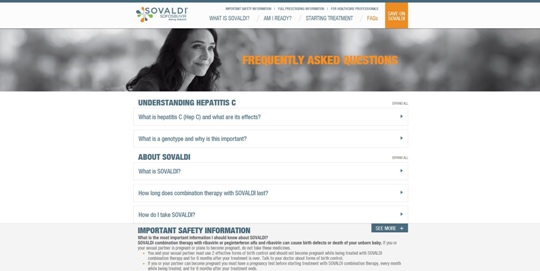 IMPORTANT SAFETY INFORMATION | FULL PRESCRIBING INFORMATION | FOR HEALTHCARE PROFESSIONALS
SOVALDI
SOFOSBUVIR
WHAT IS SOVALDI? / AM I READY? / STARTING TREATMENT / FAQs
SAVE ON
SOVALDI
FREQUENTLY ASKED QUESTIONS
UNDERSTANDING HEPATITIS C
EXPAND ALL
What is hepatitis C (Hep C) and what are its effects?
What is a genotype and why is this important?
ABOUT SOVALDI
EXPAND ALL
What is SOVALDI?
How long does combination therapy with SOVALDI last?
How do I take SOVALDI?
SEE MORE
IMPORTANT SAFETY INFORMATION
What is the most important information I should know about SOVALDI?
SOVALDI combination therapy with ribavirin or peginterferon alfa and ribavirin can cause birth defects or death of your unborn baby. If you or
your sexual partner is pregnant or plans to become pregnant, do not take these medicines.
- You and your sexual partner must use 2 effective forms of birth control and should not become pregnant while being treated with SOVALDI
combination therapy and for 6 months after your treatment is over. Talk to your doctor about forms of birth control.
- If you or your partner can become pregnant you must have a pregnancy test before starting treatment with SOVALDI combination therapy, every month
while being treated, and for 6 months after your treatment ends.